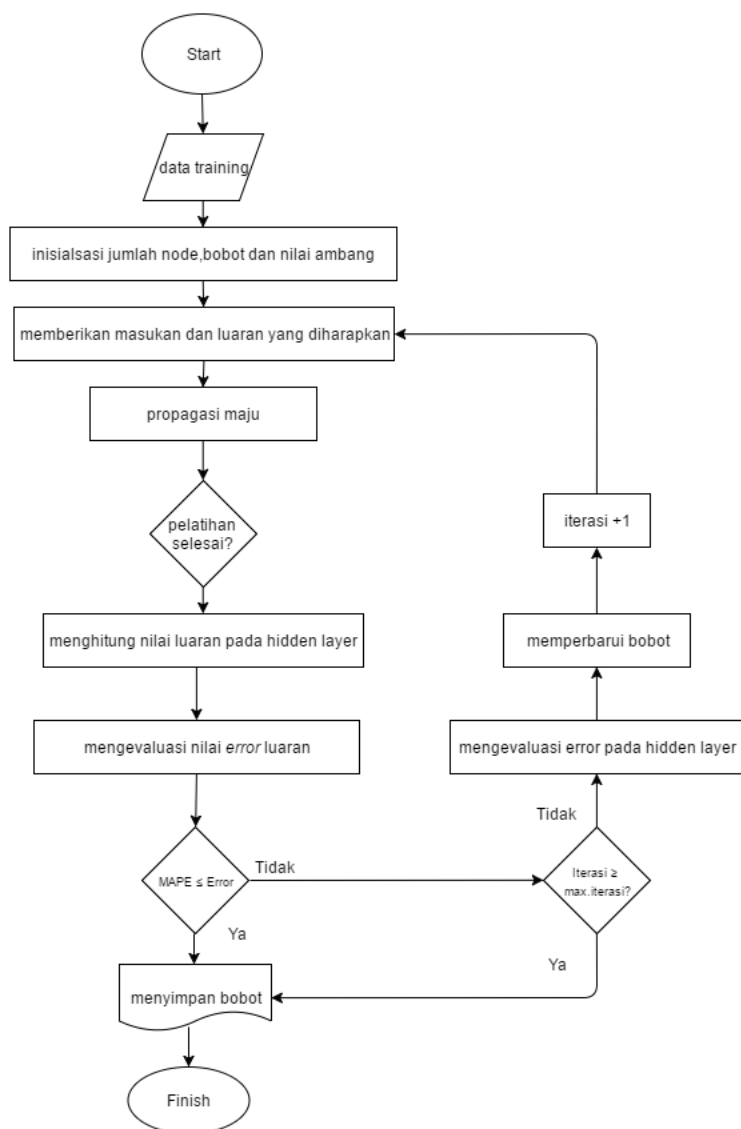 Start
data training
inisialsasi jumlah node,bobot dan nilai ambang
memberikan masukan dan luaran yang diharapkan
propagasi maju
pelatihan
selesai?
iterasi +1
menghitung nilai luaran pada hidden layer
memperbarui bobot
mengevaluasi nilai error luaran
mengevaluasi error pada hidden layer
Tidak
MAPE ≤ Error
Tidak
Iterasi ≥
max.iterasi?
Ya
Ya
menyimpan bobot
Finish